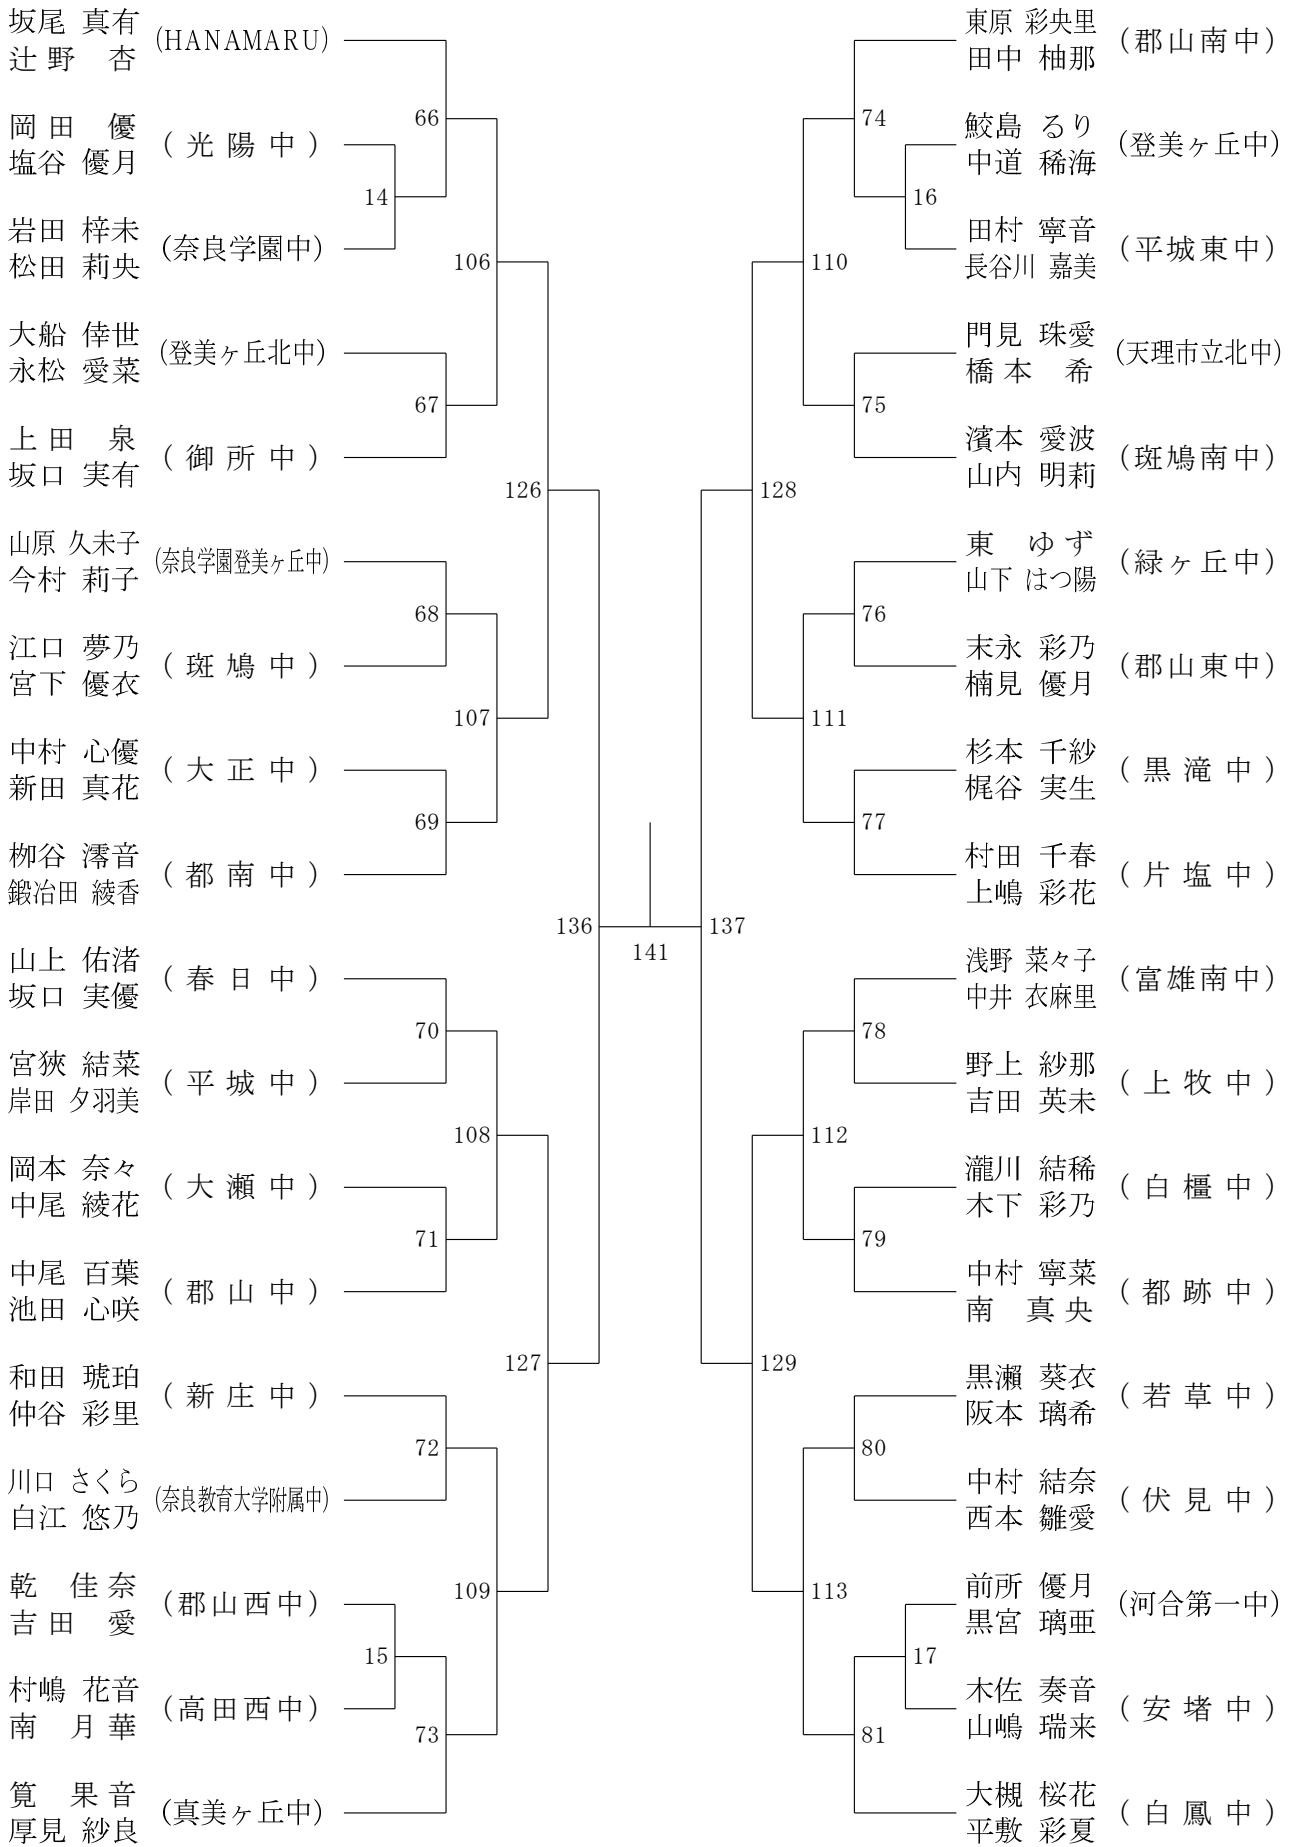 坂尾 真有
辻野 杏
(HANAMARU)
岡田 優
塩谷 優月
(光陽中)
14
66
岩田 梓未
松田 莉央
(奈良学園中)
106
大船 倖世
永松 愛菜
(登美ヶ丘北中)
67
上田 泉
坂口 実有
(御所中)
126
山原 久未子
今村 莉子
(奈良学園登美ヶ丘中)
68
江口 夢乃
宮下 優衣
(斑鳩中)
107
中村 心優
新田 真花
(大正中)
69
栁谷 澪音
鍛冶田 綾香
(都南中)
136
山上 佑渚
坂口 実優
(春日中)
70
宮狹 結菜
岸田 夕羽美
(平城中)
108
岡本 奈々
中尾 綾花
(大瀬中)
71
中尾 百葉
池田 心咲
(郡山中)
127
和田 琥珀
仲谷 彩里
(新庄中)
72
川口 さくら
白江 悠乃
(奈良教育大学附属中)
109
乾 佳奈
吉田 愛
(郡山西中)
15
村嶋 花音
南 月華
(高田西中)
73
筧 果音
厚見 紗良
(真美ヶ丘中)
141
東原 彩央里
田中 柚那
(郡山南中)
74
鮫島 るり
中道 稀海
(登美ヶ丘中)
16
田村 寧音
長谷川 嘉美
(平城東中)
110
門見 珠愛
橋本 希
(天理市立北中)
75
濱本 愛波
山内 明莉
(斑鳩南中)
128
東 ゆず
山下 はつ陽
(緑ヶ丘中)
76
末永 彩乃
楠見 優月
(郡山東中)
111
杉本 千紗
梶谷 実生
(黒滝中)
77
村田 千春
上嶋 彩花
(片塩中)
137
浅野 菜々子
中井 衣麻里
(富雄南中)
78
野上 紗那
吉田 英未
(上牧中)
112
瀧川 結稀
木下 彩乃
(白橿中)
79
中村 寧菜
南 真央
(都跡中)
129
黒瀬 葵衣
阪本 璃希
(若草中)
80
中村 結奈
西本 雛愛
(伏見中)
113
前所 優月
黒宮 璃亜
(河合第一中)
17
木佐 奏音
山嶋 瑞来
(安堵中)
81
大槻 桜花
平敷 彩夏
(白鳳中)